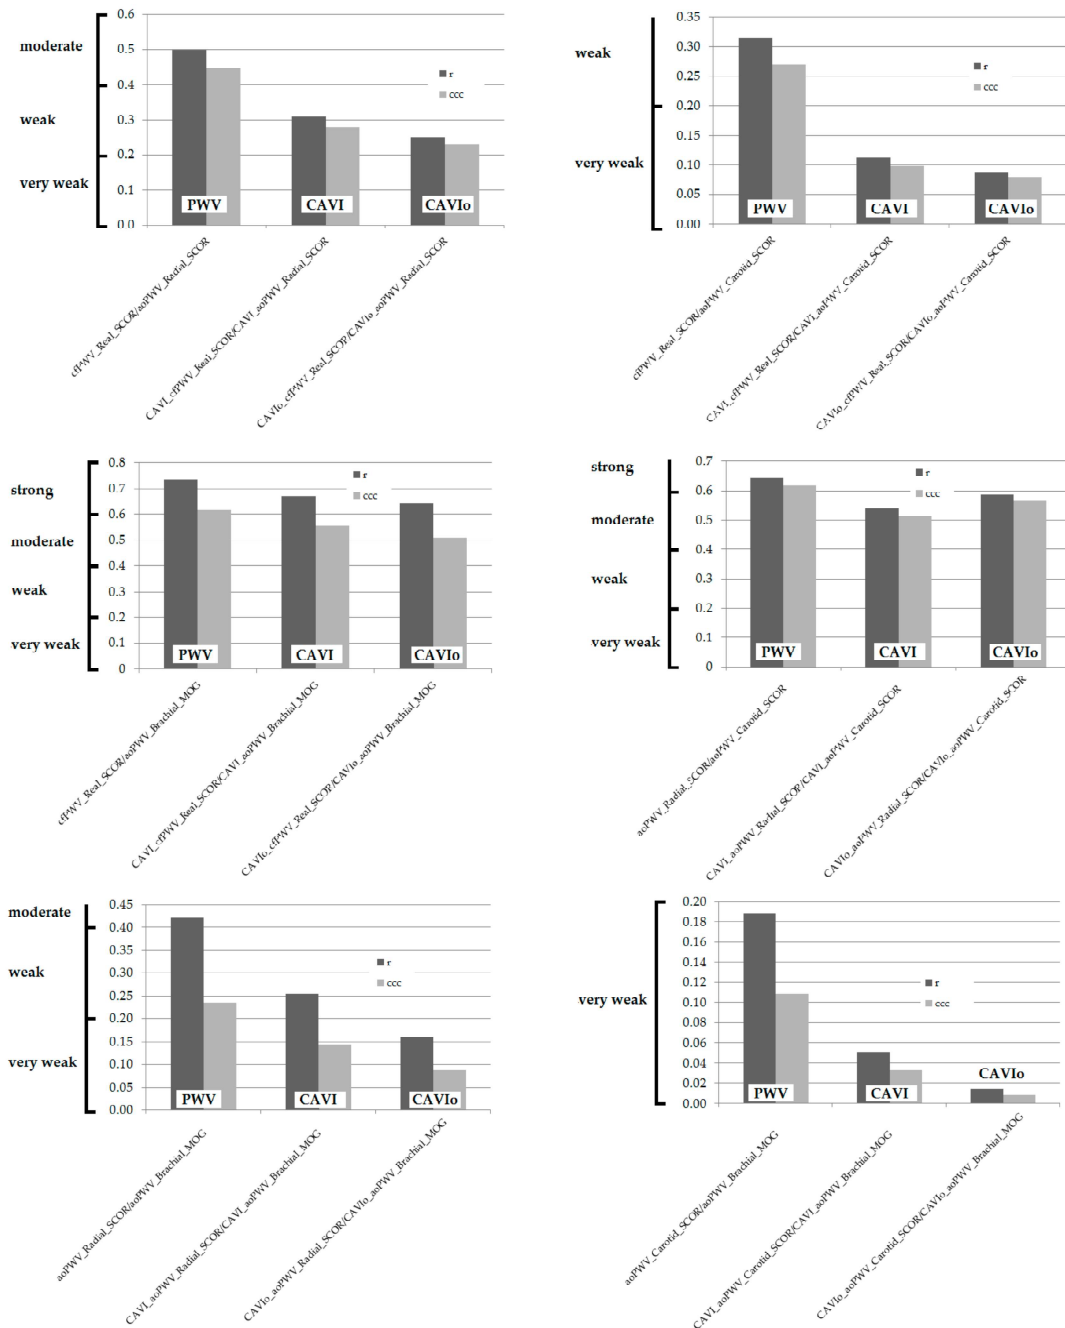 0.6
moderate
0.5
r
ccc
0.4
weak
0.3
0.2
very weak
0.1
PWV
CAVI
CAVIo
0.0
cfPWV_Real_SCOR/aoPWV_Radial_SCOR
CAVI_cfPWV_Real_SCOR/CAVI_aoPWV_Radial_SCOR
CAVIo_cfPWV_Real_SCOR/CAVIo_aoPWV_Radial_SCOR
0.35
weak
0.30
r
ccc
0.25
0.20
very weak
0.15
0.10
0.05
PWV
CAVI
CAVIo
0.00
cfPWV_Real_SCOR/aoPWV_Carotid_SCOR
CAVI_cfPWV_Real_SCOR/CAVI_aoPWV_Carotid_SCOR
CAVIo_cfPWV_Real_SCOR/CAVIo_aoPWV_Carotid_SCOR
0.8
strong
0.7
r
ccc
0.6
moderate
0.5
0.4
weak
0.3
0.2
very weak
0.1
PWV
CAVI
CAVIo
0
cfPWV_Real_SCOR/aoPWV_Brachial_MOG
CAVI_cfPWV_Real_SCOR/CAVI_aoPWV_Brachial_MOG
CAVIo_cfPWV_Real_SCOR/CAVIo_aoPWV_Brachial_MOG
0.7
strong
r
ccc
0.6
moderate
0.5
0.4
weak
0.3
0.2
very weak
0.1
PWV
CAVI
CAVIo
0
aoPWV_Radial_SCOR/aoPWV_Carotid_SCOR
CAVI_aoPWV_Radial_SCOR/CAVI_aoPWV_Carotid_SCOR
CAVIo_aoPWV_Radial_SCOR/CAVIo_aoPWV_Carotid_SCOR
0.45
moderate
0.40
0.35
r
ccc
weak
0.30
0.25
0.20
0.15
very weak
0.10
0.05
PWV
CAVI
CAVIo
0.00
aoPWV_Radial_SCOR/aoPWV_Brachial_MOG
CAVI_aoPWV_Radial_SCOR/CAVI_aoPWV_Brachial_MOG
CAVIo_aoPWV_Radial_SCOR/CAVIo_aoPWV_Brachial_MOG
0.20
0.18
0.16
0.14
0.12
r
ccc
very weak
0.10
0.08
0.06
0.04
CAVIo
0.02
PWV
CAVI
0.00
aoPWV_Carotid_SCOR/aoPWV_Brachial_MOG
CAVI_aoPWV_Carotid_SCOR/CAVI_aoPWV_Brachial_MOG
CAVIo_aoPWV_Carotid_SCOR/CAVIo_aoPWV_Brachial_MOG